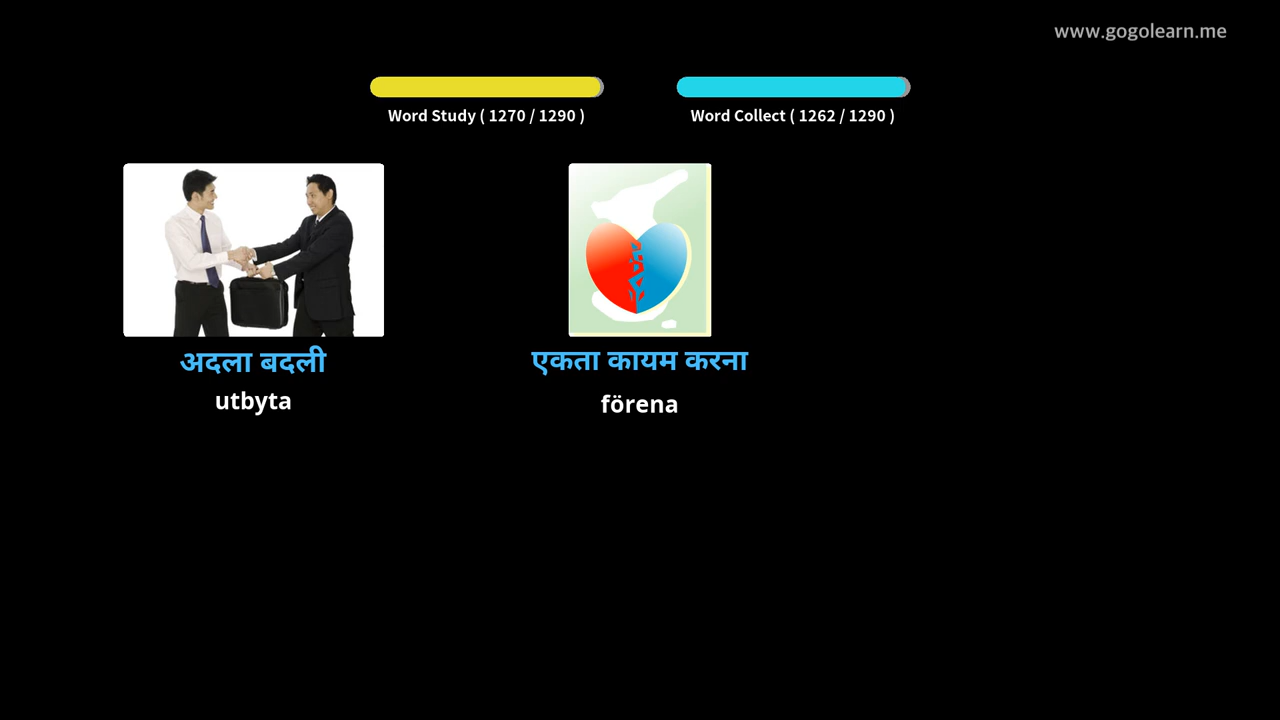 www.gogolearn.me
Word Study ( 1270 / 1290 )
Word Collect ( 1262 / 1290 )
अदला बदली
एकता कायम करना
utbyta
förena